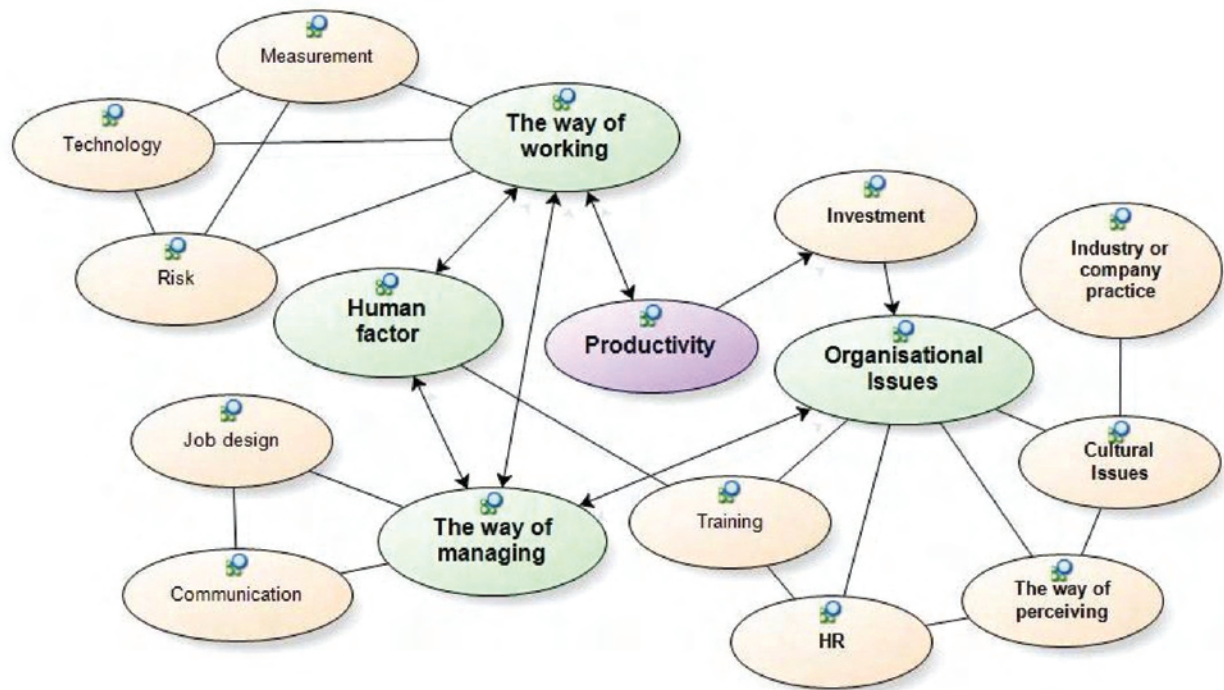 Measurement
Technology
The way of
working
Risk
Investment
Industry or
company
practice
Human
factor
Productivity
Organisational
Issues
Job design
Cultural
Issues
The way of
managing
Training
Communication
The way of
perceiving
HR